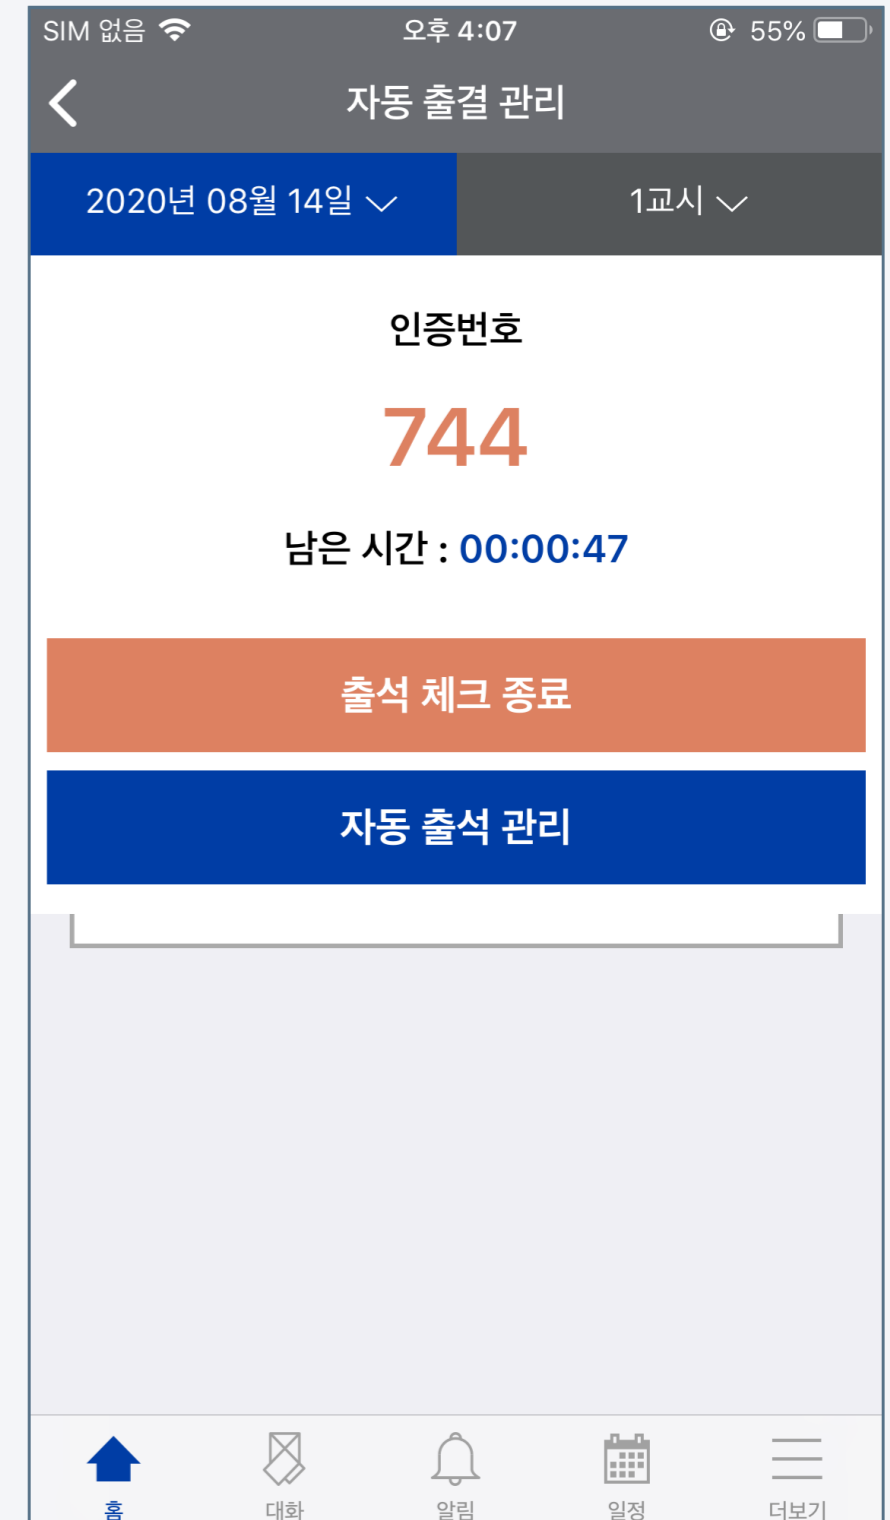 SIM 없음 오후 4:07 55%
자동 출결 관리
2020년 08월 14일 1교시
인증번호
744
남은 시간 : 00:00:47
출석 체크 종료
자동 출석 관리
홈 대화 알림 일정 더보기